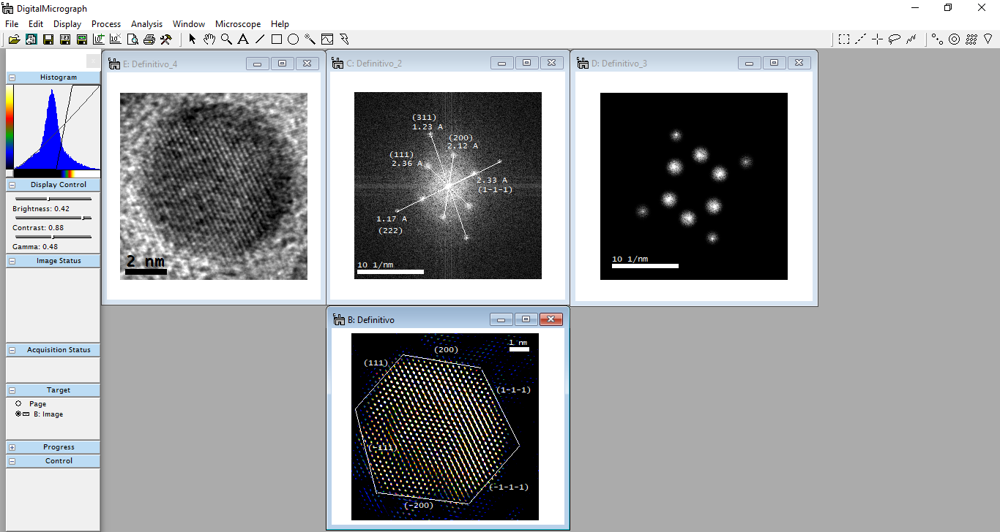 DigitalMicrograph
File Edit Display Process Analysis Window Microscope Help
Histogram
Display Control
Brightness: 0.42
Contrast: 0.88
Gamma: 0.48
Image Status
Acquisition Status
Target
Page
B: Image
Progress
Control
E: Definitivo_4
2 nm
C: Definitivo_2
(311)
1.23 A
(200)
2.12 A
(111)
2.36 A
2.33 A
(1-1-1)
1.17 A
(222)
10 1/nm
D: Definitivo_3
10 1/nm
B: Definitivo
1 nm
(200)
(111)
(1-1-1)
(-111)
(-1-1-1)
(-200)